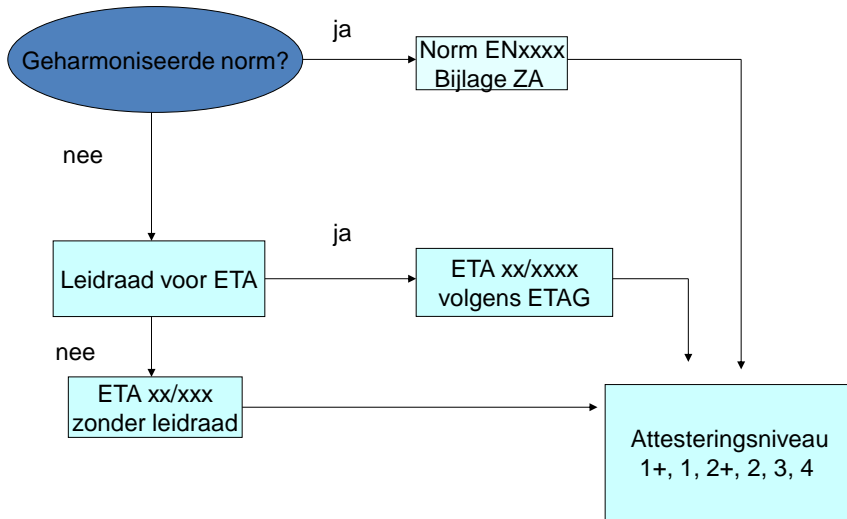 Geharmoniseerde norm?
ja
Norm ENxxxx
Bijlage ZA
nee
Leidraad voor ETA
ja
ETA xx/xxxx
volgens ETAG
nee
ETA xx/xxx
zonder leidraad
Attesteringsniveau
1+, 1, 2+, 2, 3, 4